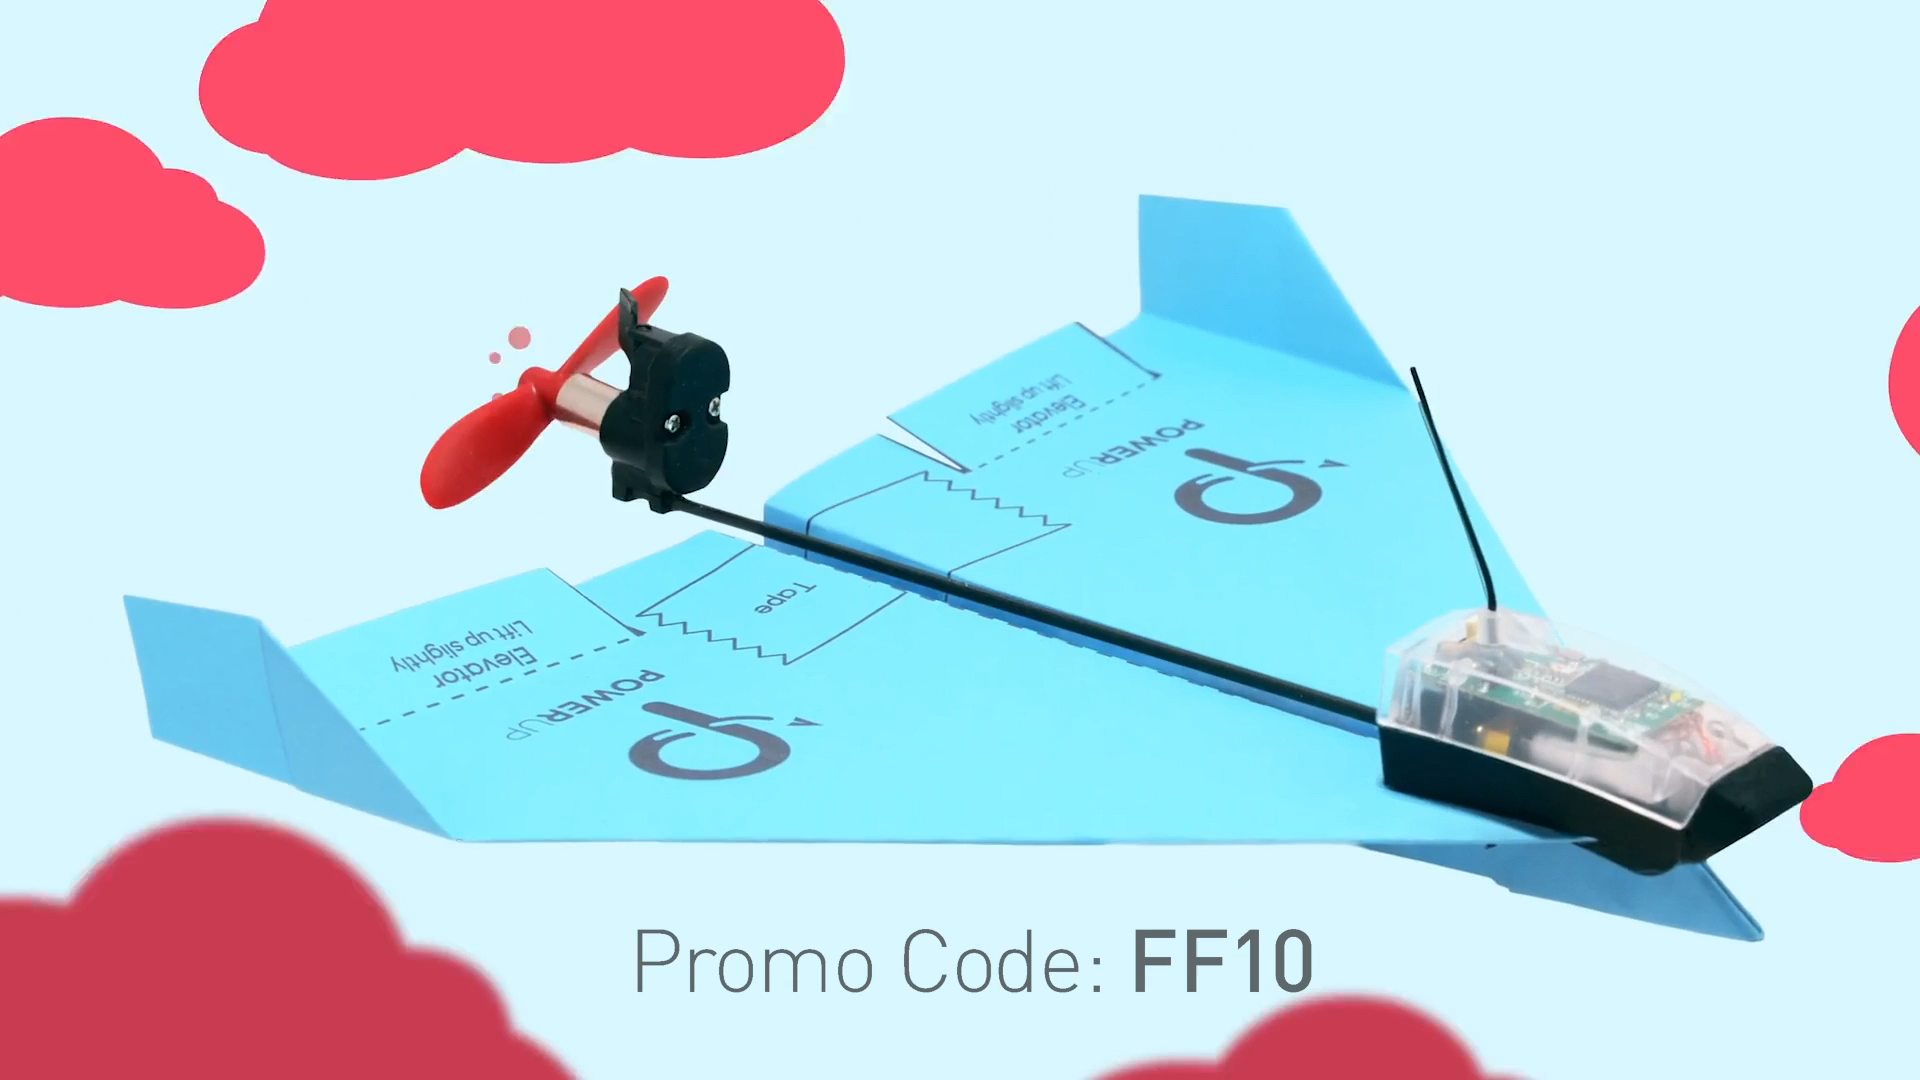 Lift up slightly
Elevator
POWERUP
Tape
Lift up slightly
Elevator
POWERUP
Promo Code: FF10